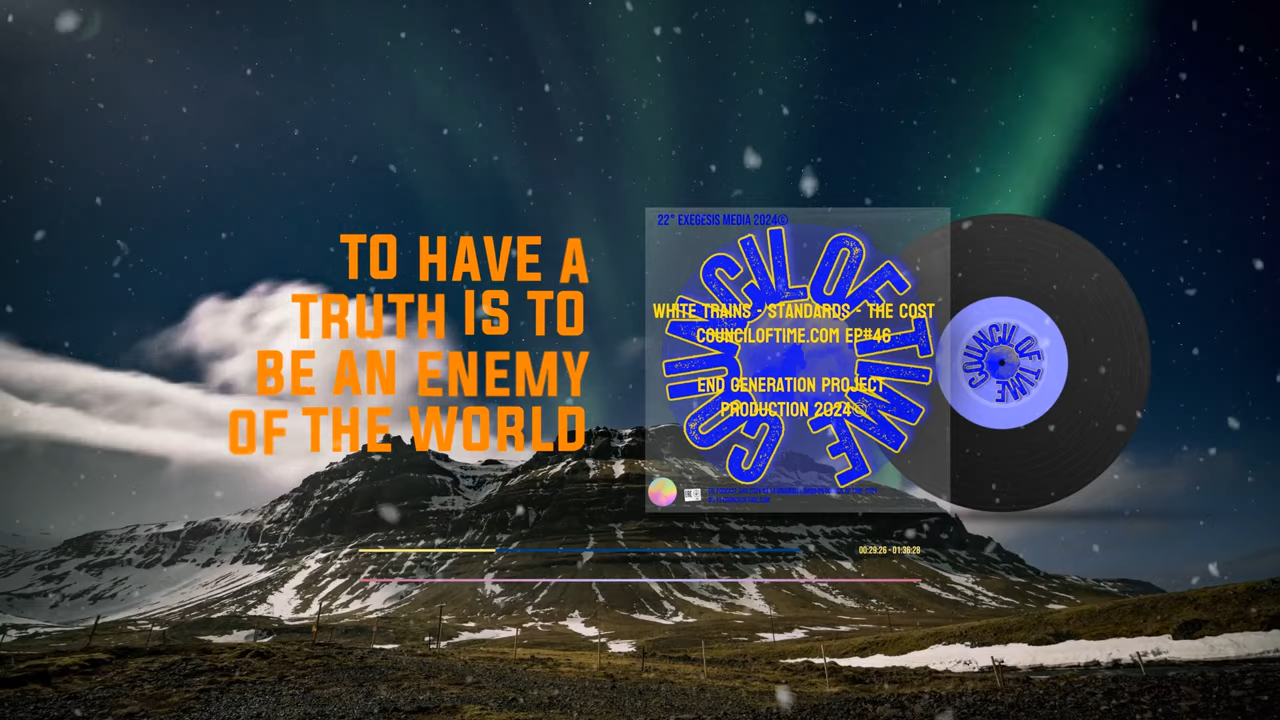 TO HAVE A
TRUTH IS TO
BE AN ENEMY
OF THE WORLD
22° EXEGESIS MEDIA 2024©
COUNCIL OF TIME
WHITE TRAINS - STANDARDS - THE COST
COUNCILOFTIME.COM EP#46
END GENERATION PROJECT
PRODUCTION 2024©
COUNCIL OF TIME
00:29:26 - 01:36:28